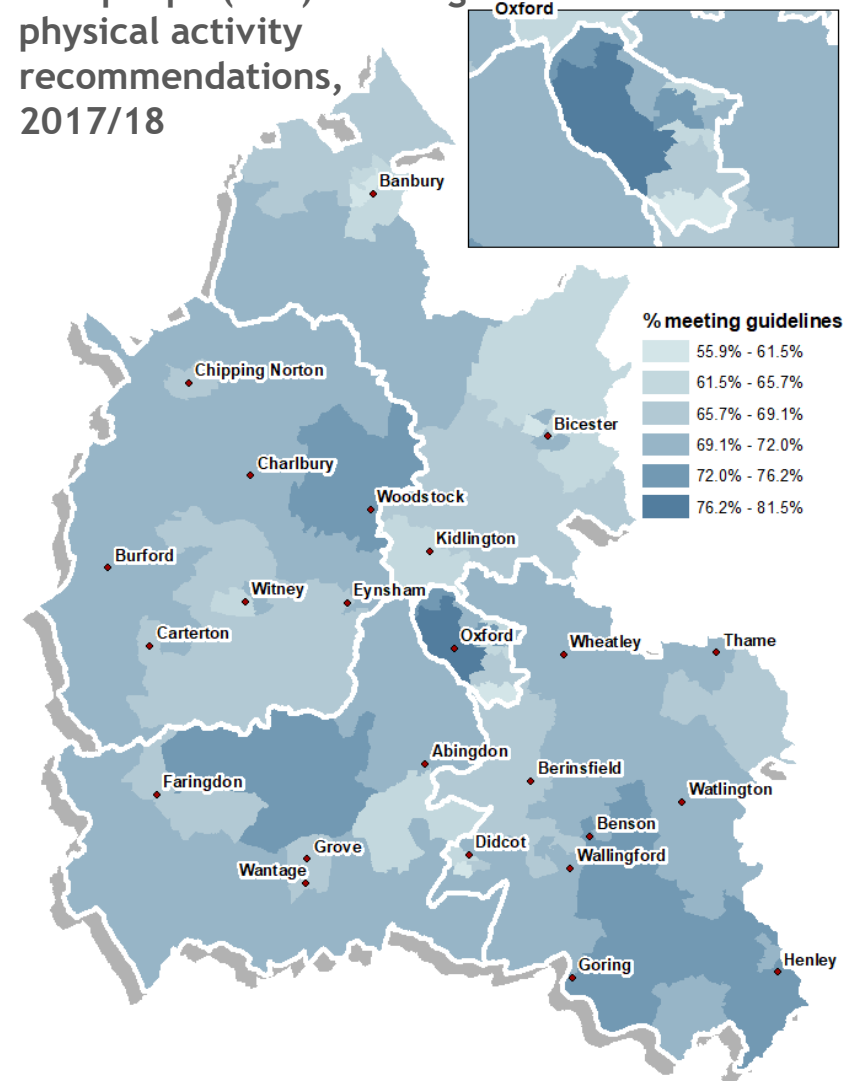 physical activity
recommendations,
2017/18
Oxford
Banbury
% meeting guidelines
55.9% - 61.5%
61.5% - 65.7%
65.7% - 69.1%
69.1% - 72.0%
72.0% - 76.2%
76.2% - 81.5%
Chipping Norton
Bicester
Charlbury
Woodstock
Kidlington
Burford
Witney
Eynsham
Carterton
Oxford
Wheatley
Thame
Abingdon
Berinsfield
Faringdon
Watlington
Benson
Didcot
Grove
Wallingford
Wantage
Henley
Goring